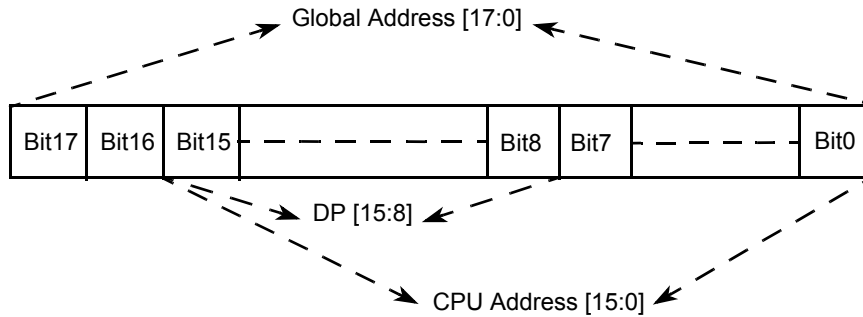 Global Address [17:0]
Bit17 Bit16 Bit15 Bit8 Bit7 Bit0
DP [15:8]
CPU Address [15:0]